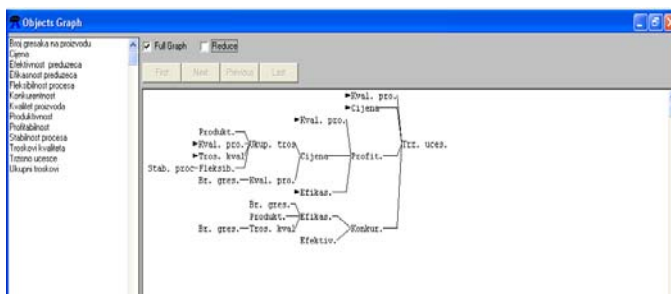 Objects Graph
Broj gresaka na proizvodu
Cijena
Efektivnost preduzeca
Efikasnost preduzeca
Fleksibilnost procesa
Konkurentnost
Kvalitet proizvoda
Produktivnost
Profitabilnost
Stabilnost procesa
Troskovi kvaliteta
Trzisno ucesce
Ukupni troskovi
Full Graph Reduce
First Next Previous Last
Kval. pro.
Cijena
Kval. pro.
Produkt.
Kval. pro. Ukup. tros Trz. uces.
Tros. kval Cijena Profit.
Stab. proc Fleksib.
Br. gres. Kval. pro.
Efikas.
Br. gres.
Produkt. Efikas.
Br. gres. Tros. kval Konkur.
Efektiv.